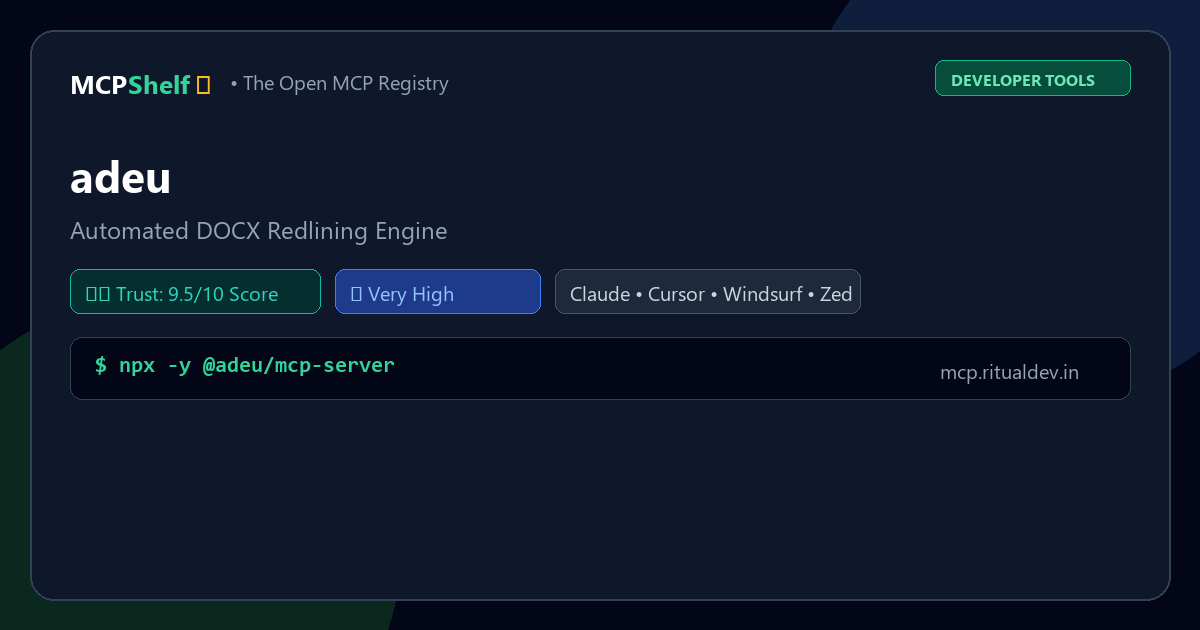 MCPShelf • The Open MCP Registry
DEVELOPER TOOLS
adeu
Automated DOCX Redlining Engine
Trust: 9.5/10 Score
Very High
Claude • Cursor • Windsurf • Zed
$ npx -y @adeu/mcp-server
mcp.ritualdev.in